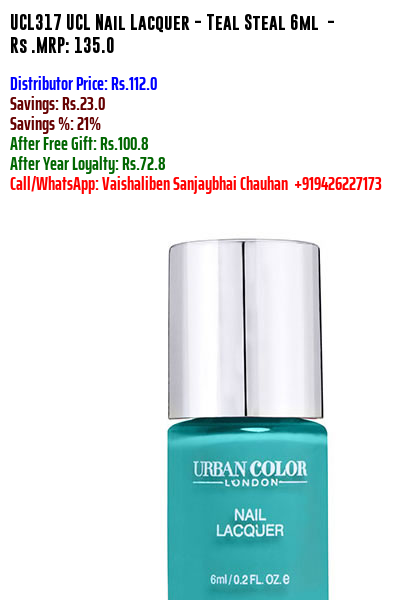 UCL317 UCL Nail Lacquer - Teal Steal 6ml -
Rs .MRP: 135.0
Distributor Price: Rs.112.0
Savings: Rs.23.0
Savings %: 21%
After Free Gift: Rs.100.8
After Year Loyalty: Rs.72.8
Call/WhatsApp: Vaishaliben Sanjaybhai Chauhan +919426227173
URBAN COLOR
LONDON
NAIL
LACQUER
6ml/0.2 FL. OZ. e